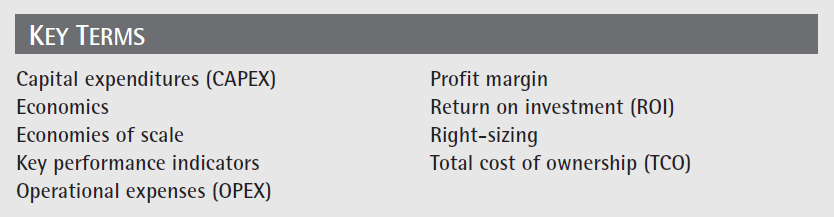 KEY TERMS
Capital expenditures (CAPEX)
Economics
Economies of scale
Key performance indicators
Operational expenses (OPEX)
Profit margin
Return on investment (ROI)
Right-sizing
Total cost of ownership (TCO)